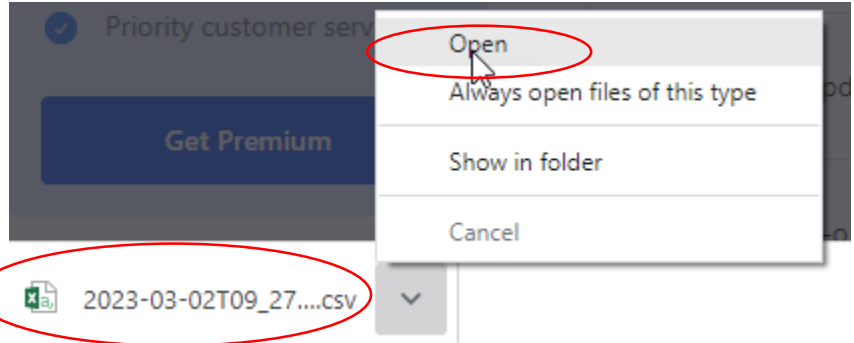 Priority customer serv
Get Premium
Open
Always open files of this type
Show in folder
Cancel
2023-03-02T09_27....csv